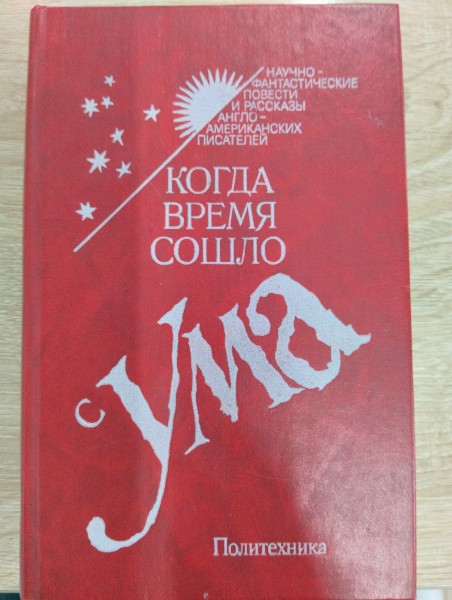 НАУЧНО-
ФАНТАСТИЧЕСКИЕ
ПОВЕСТИ
И РАССКАЗЫ
АНГЛО-
АМЕРИКАНСКИХ
ПИСАТЕЛЕЙ
КОГДА
ВРЕМЯ
СОШЛО
С УМА
Политехника